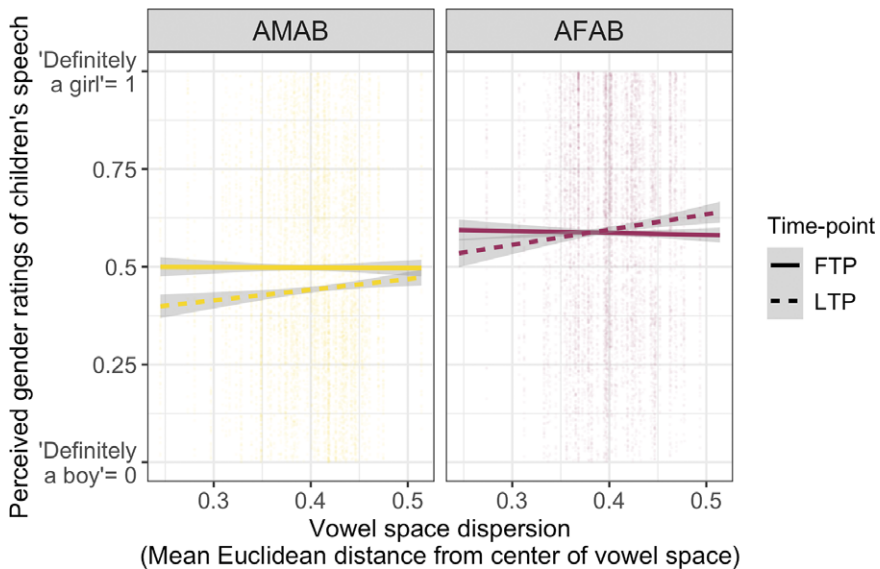 AMAB
AFAB
Perceived gender ratings of children's speech
'Definitely
a girl'= 1
0.75
0.5
0.25
'Definitely
a boy'= 0
0.3 0.4 0.5
0.3 0.4 0.5
Vowel space dispersion
(Mean Euclidean distance from center of vowel space)
Time-point
FTP
LTP